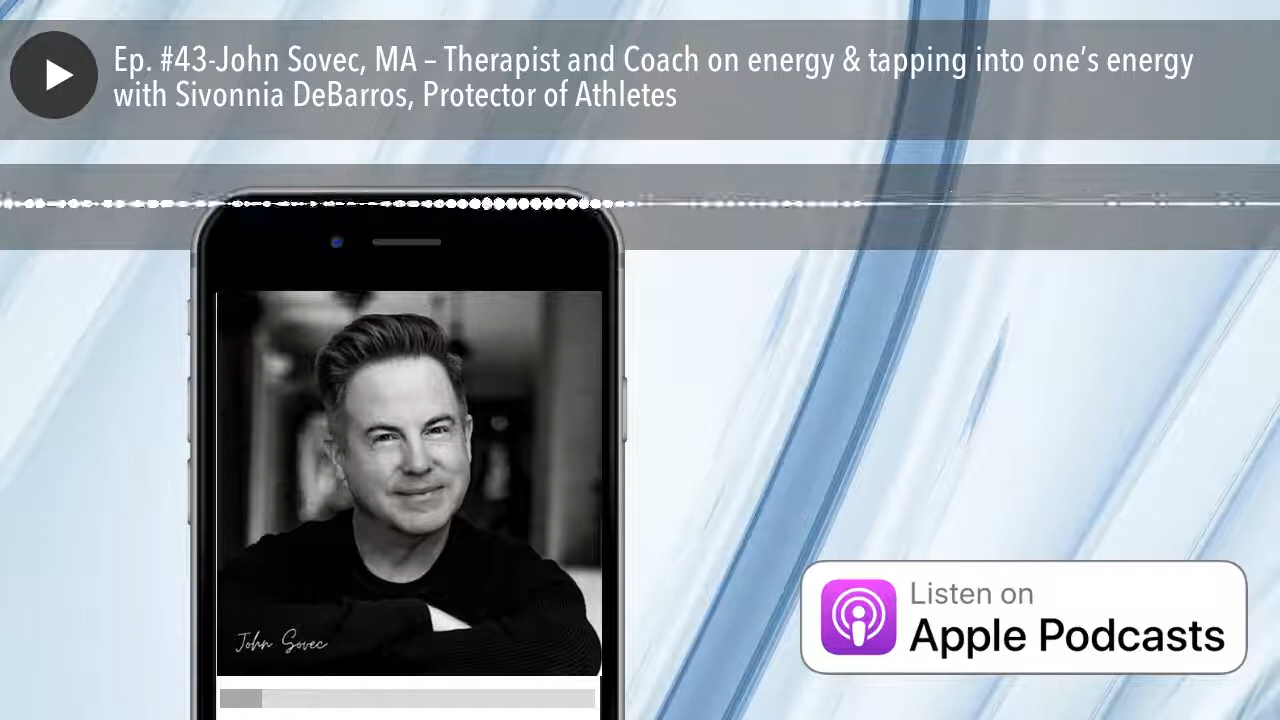 Ep. #43-John Sovec, MA – Therapist and Coach on energy & tapping into one’s energy
with Sivonnia DeBarros, Protector of Athletes
John Sovec
Listen on
Apple Podcasts